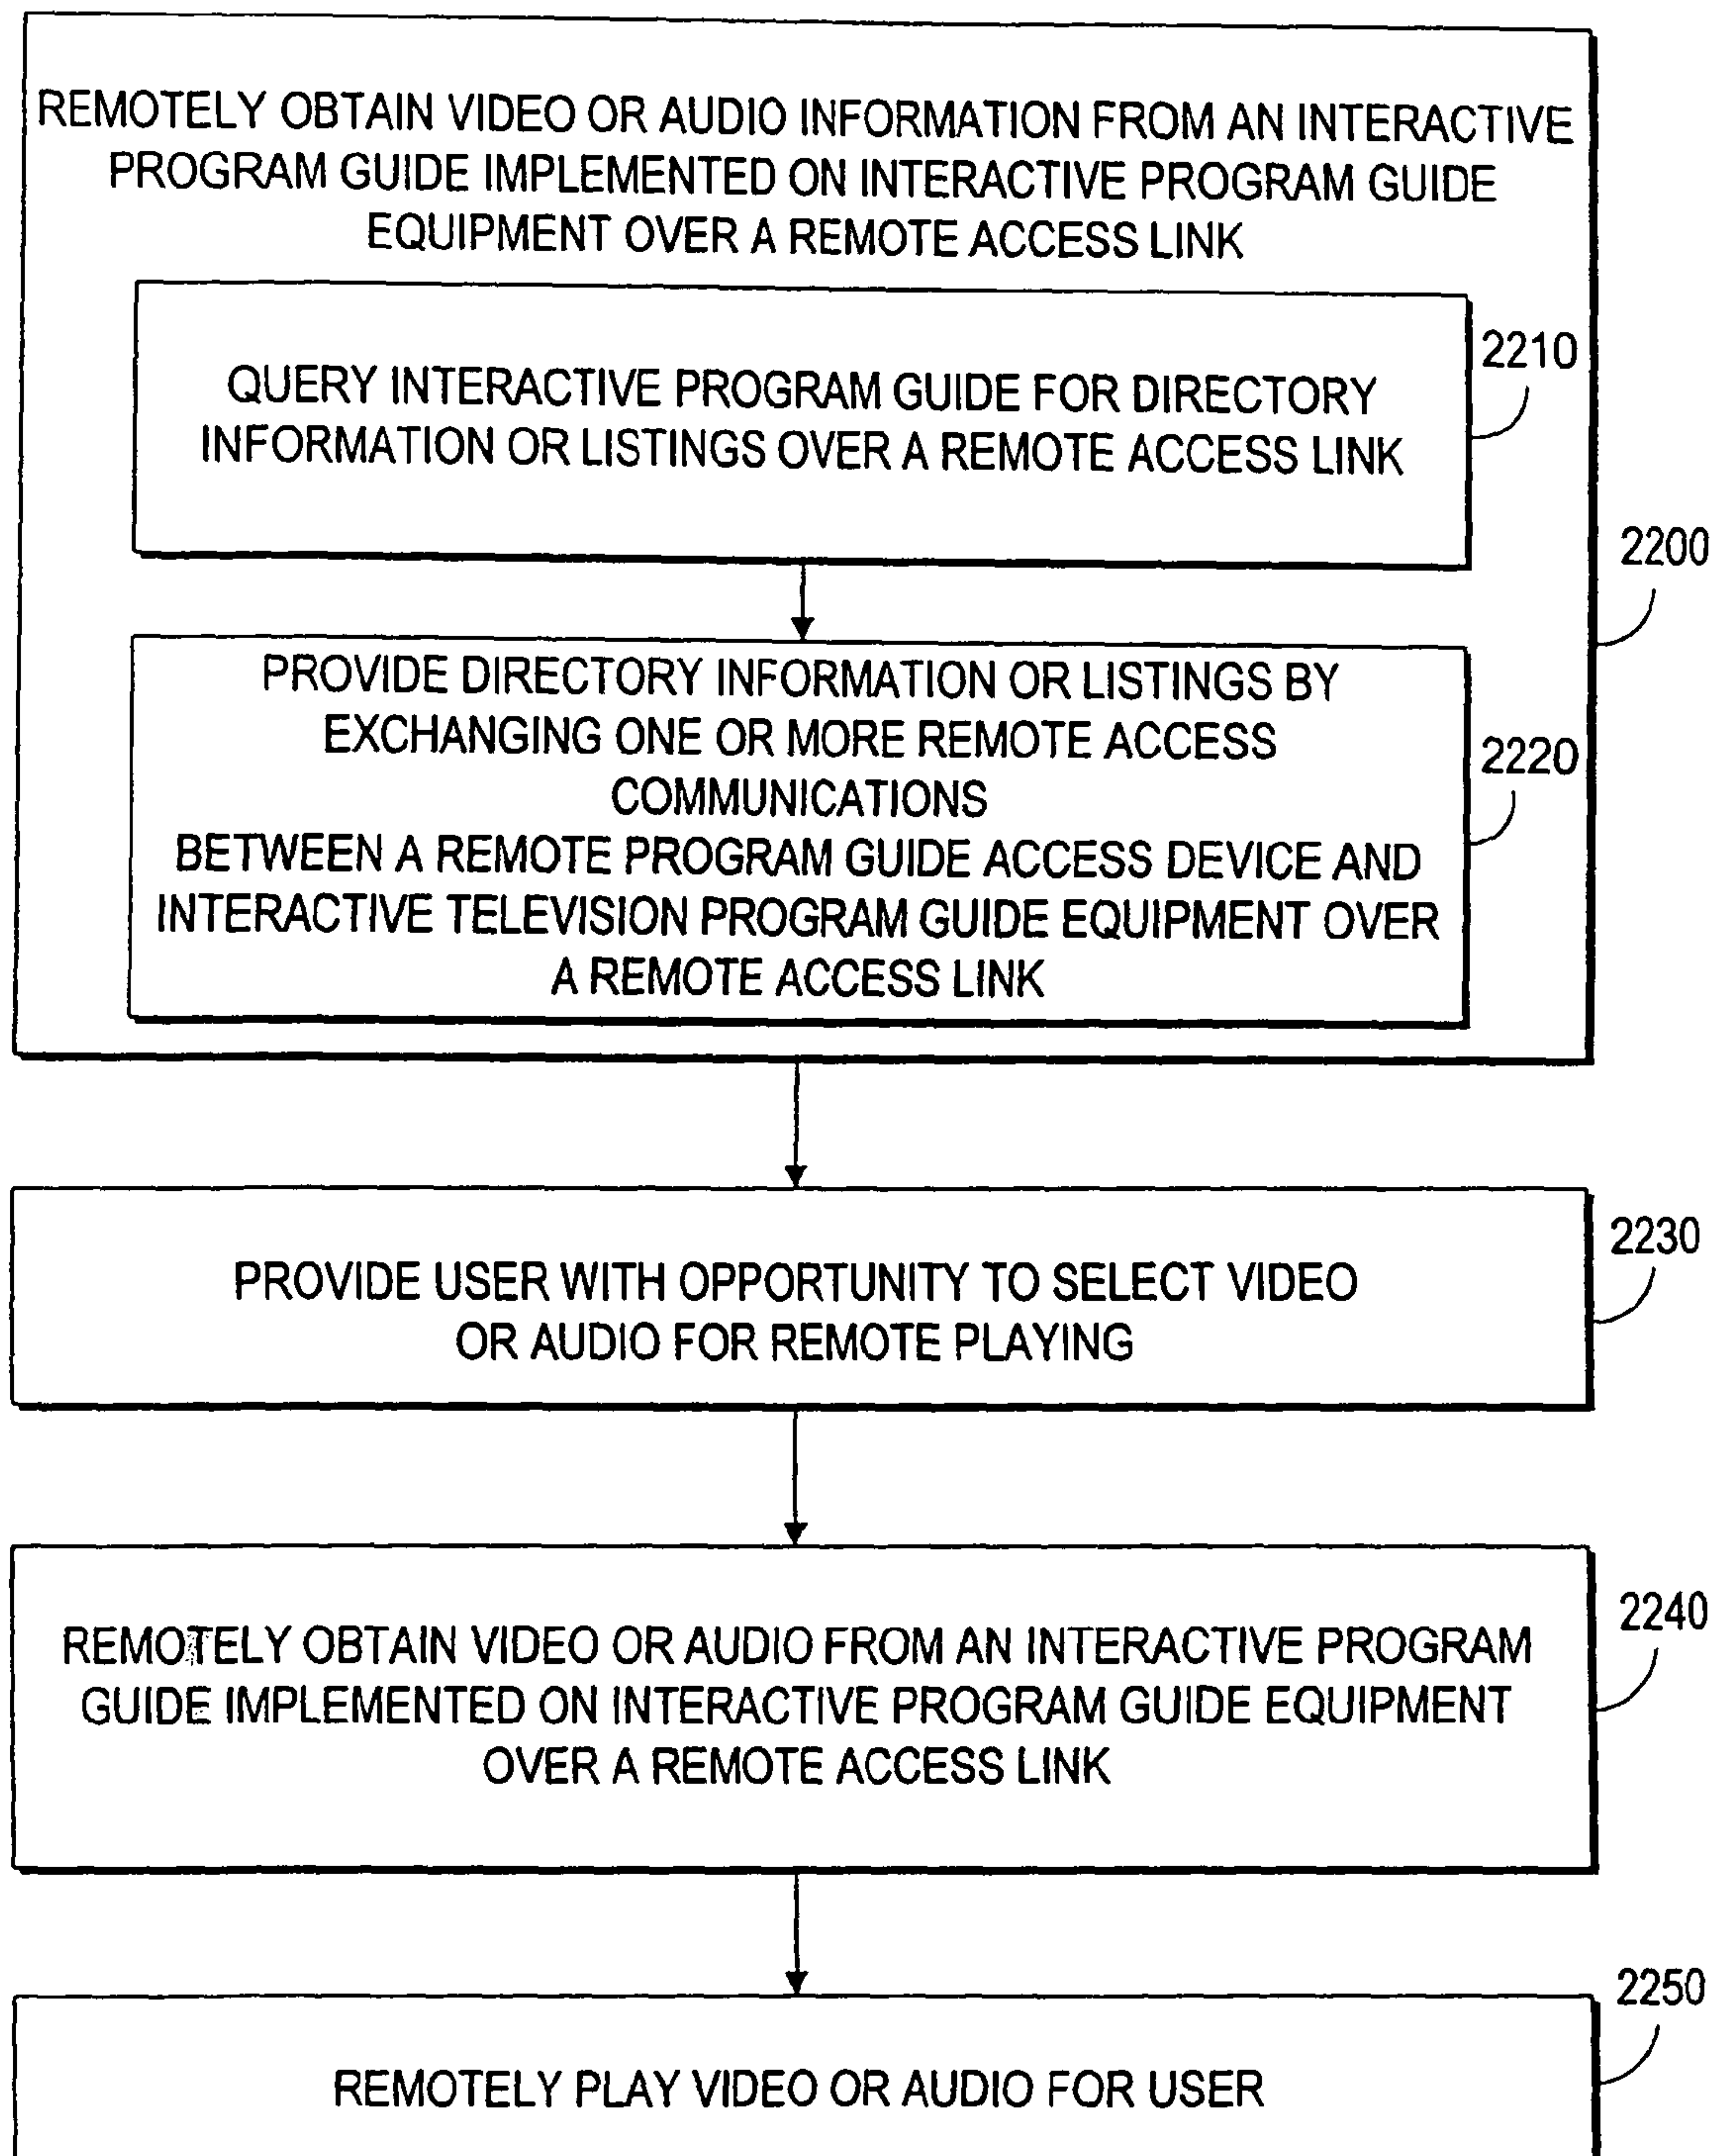 REMOTELY OBTAIN VIDEO OR AUDIO INFORMATION FROM AN INTERACTIVE
PROGRAM GUIDE IMPLEMENTED ON INTERACTIVE PROGRAM GUIDE
EQUIPMENT OVER A REMOTE ACCESS LINK
2210
QUERY INTERACTIVE PROGRAM GUIDE FOR DIRECTORY
INFORMATION OR LISTINGS OVER A REMOTE ACCESS LINK
2200
PROVIDE DIRECTORY INFORMATION OR LISTINGS BY
EXCHANGING ONE OR MORE REMOTE ACCESS
2220
COMMUNICATIONS
BETWEEN A REMOTE PROGRAM GUIDE ACCESS DEVICE AND
INTERACTIVE TELEVISION PROGRAM GUIDE EQUIPMENT OVER
A REMOTE ACCESS LINK
2230
PROVIDE USER WITH OPPORTUNITY TO SELECT VIDEO
OR AUDIO FOR REMOTE PLAYING
2240
REMOTELY OBTAIN VIDEO OR AUDIO FROM AN INTERACTIVE PROGRAM
GUIDE IMPLEMENTED ON INTERACTIVE PROGRAM GUIDE EQUIPMENT
OVER A REMOTE ACCESS LINK
2250
REMOTELY PLAY VIDEO OR AUDIO FOR USER